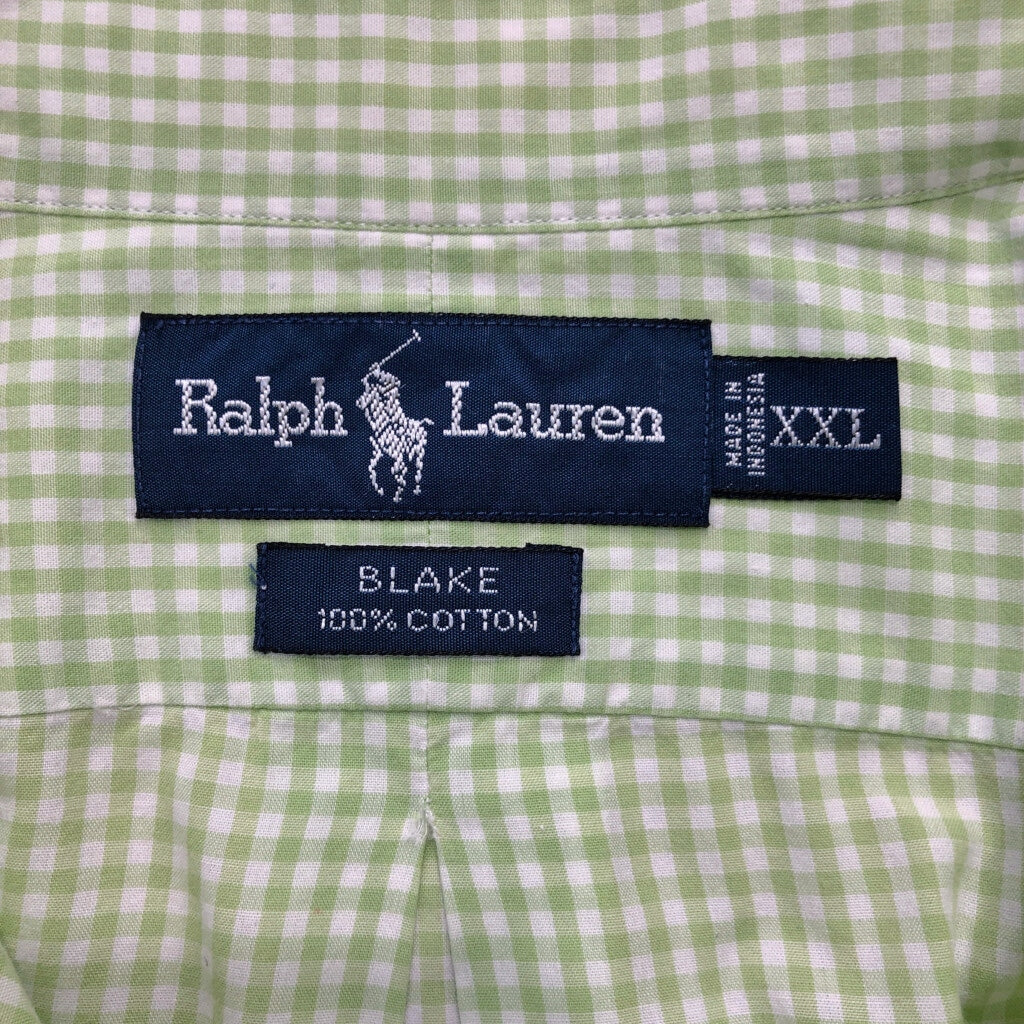 Ralph Lauren
MADE IN
INDONESIA
XXL
BLAKE
100% COTTON